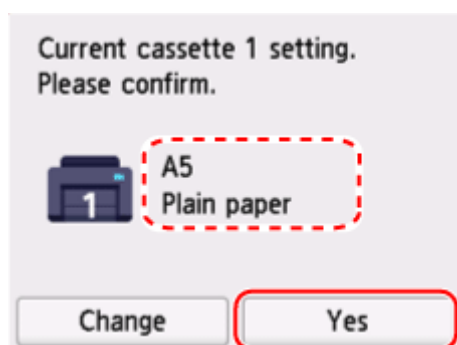 Current cassette 1 setting.
Please confirm.
A5
1
Plain paper
Change
Yes